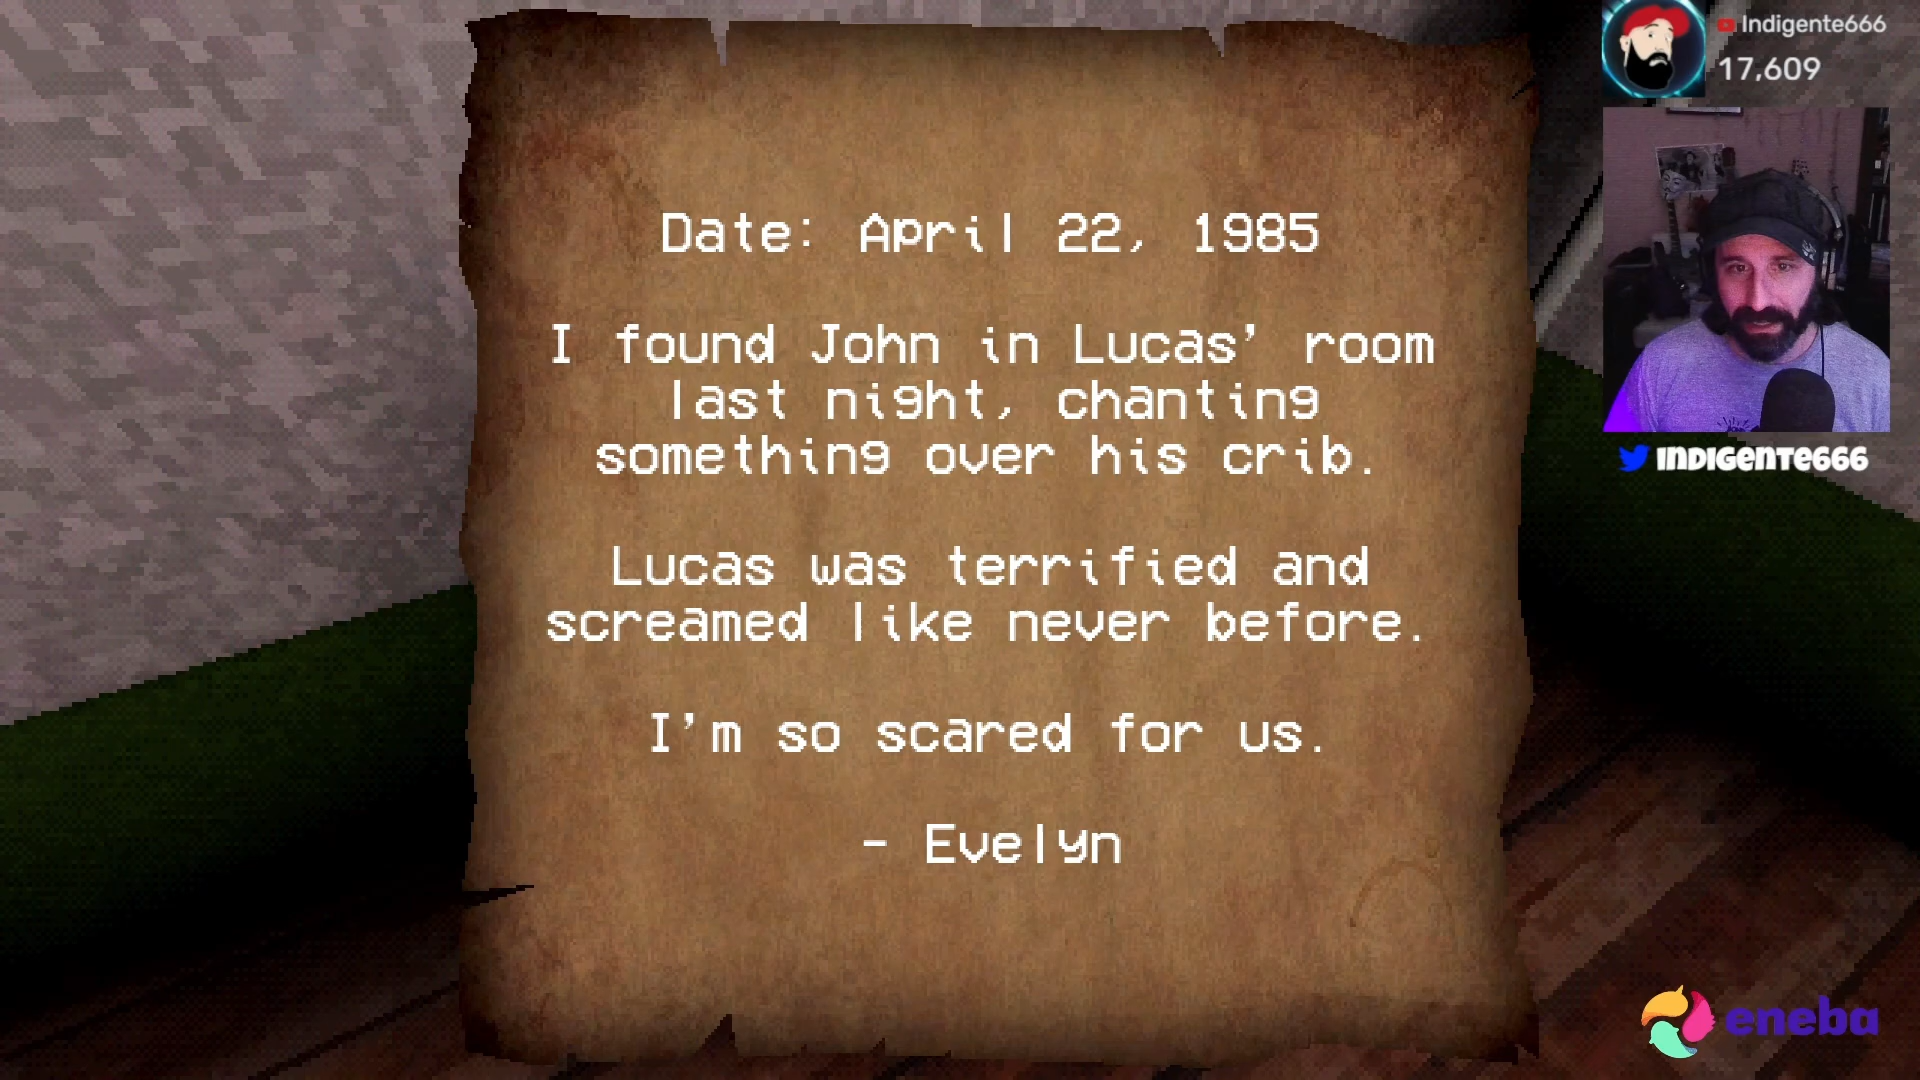 Date: April 22, 1985
I found John in Lucas' room
last night, chanting
something over his crib.
Lucas was terrified and
screamed like never before.
I'm so scared for us.
- Evelyn
Indigente666
17,609
INDIGENTE666
eneba